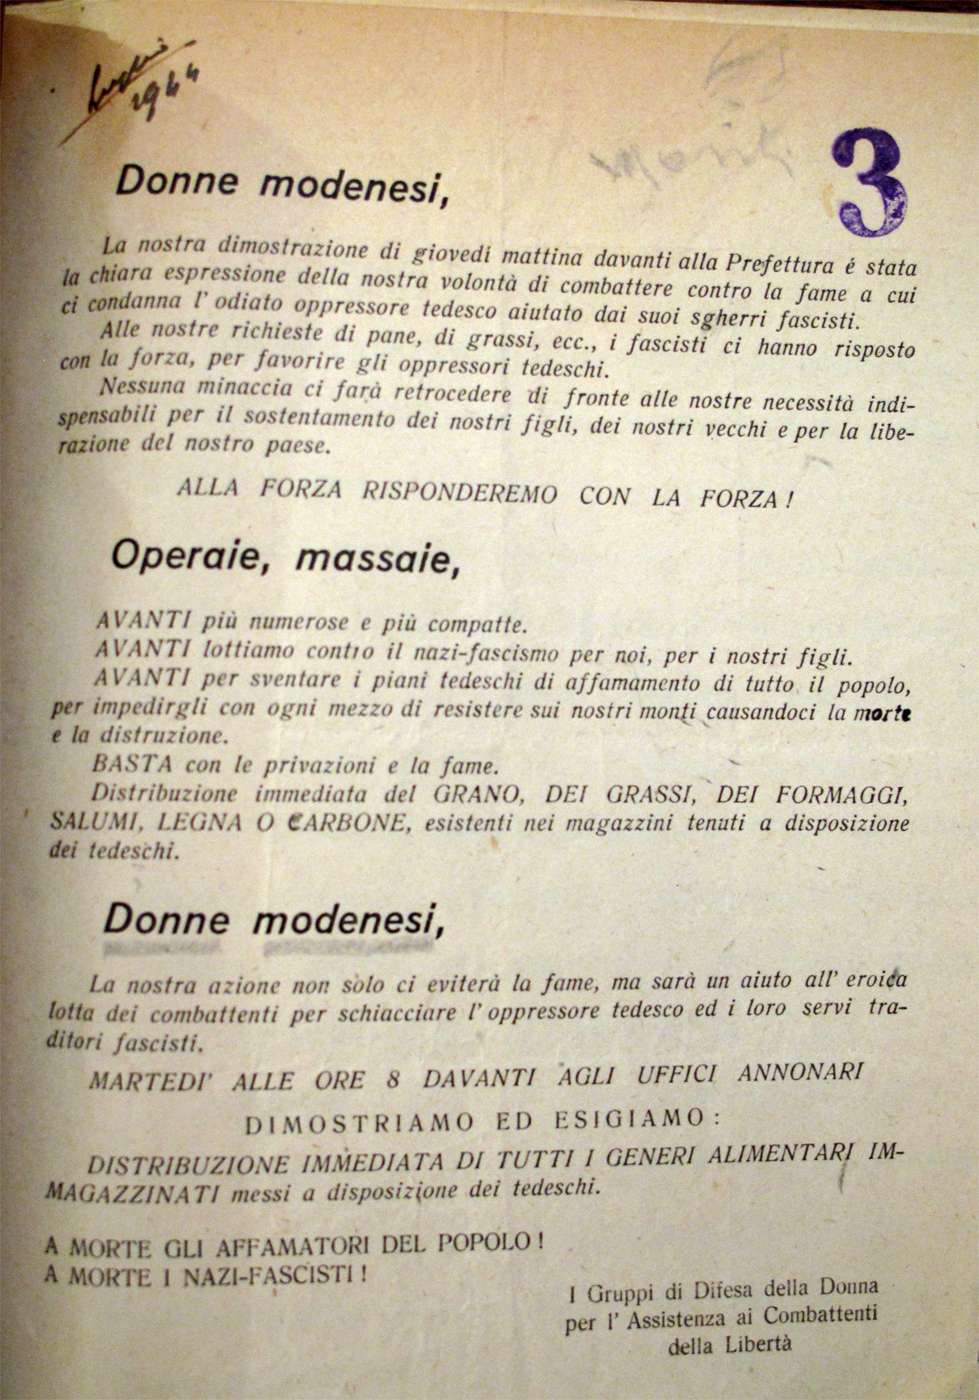 1944
3
Donne modenesi,
La nostra dimostrazione di giovedi mattina davanti alla Prefettura é stata
la chiara espressione della nostra volontà di combattere contro la fame a cui
ci condanna l' odiato oppressore tedesco aiutato dai suoi sgherri fascisti.
Alle nostre richieste di pane, di grassi, ecc., i fascisti ci hanno risposto
con la forza, per favorire gli oppressori tedeschi.
Nessuna minaccia ci farà retrocedere di fronte alle nostre necessità indi-
spensabili per il sostentamento dei nostri figli, dei nostri vecchi e per la libe-
razione del nostro paese.
ALLA FORZA RISPONDEREMO CON LA FORZA !
Operaie, massaie,
AVANTI più numerose e più compatte.
AVANTI lottiamo contro il nazi-fascismo per noi, per i nostri figli.
AVANTI per sventare i piani tedeschi di affamamento di tutto il popolo,
per impedirgli con ogni mezzo di resistere sui nostri monti causandoci la morte
e la distruzione.
BASTA con le privazioni e la fame.
Distribuzione immediata del GRANO, DEI GRASSI, DEI FORMAGGI,
SALUMI, LEGNA O CARBONE, esistenti nei magazzini tenuti a disposizione
dei tedeschi.
Donne modenesi,
La nostra azione non solo ci eviterà la fame, ma sarà un aiuto all' eroica
lotta dei combattenti per schiacciare l' oppressore tedesco ed i loro servi tra-
ditori fascisti.
MARTEDI' ALLE ORE 8 DAVANTI AGLI UFFICI ANNONARI
DIMOSTRIAMO ED ESIGIAMO :
DISTRIBUZIONE IMMEDIATA DI TUTTI I GENERI ALIMENTARI IM-
MAGAZZINATI messi a disposizione dei tedeschi.
A MORTE GLI AFFAMATORI DEL POPOLO !
A MORTE I NAZI-FASCISTI !
I Gruppi di Difesa della Donna
per l' Assistenza ai Combattenti
della Libertà